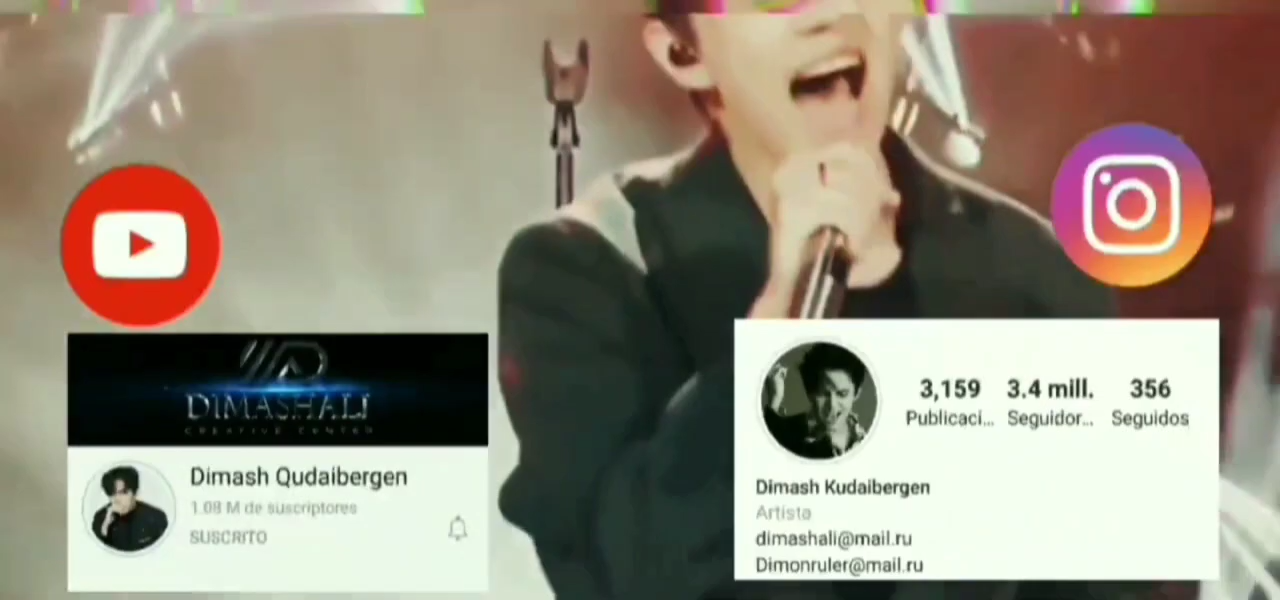 DIMASHALI
CREATIVE CENTER
Dimash Qudaibergen
1.08 M de suscriptores
SUSCRITO
3,159 3.4 mill. 356
Publicaci... Seguidor... Seguidos
Dimash Kudaibergen
Artista
dimashali@mail.ru
Dimonruler@mail.ru